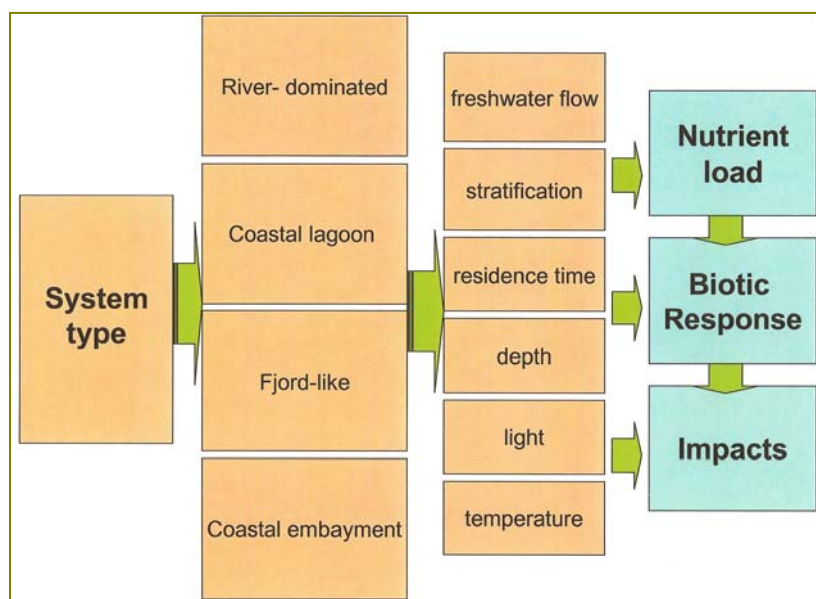 System
type
River- dominated
Coastal lagoon
Fjord-like
Coastal embayment
freshwater flow
stratification
residence time
depth
light
temperature
Nutrient
load
Biotic
Response
Impacts